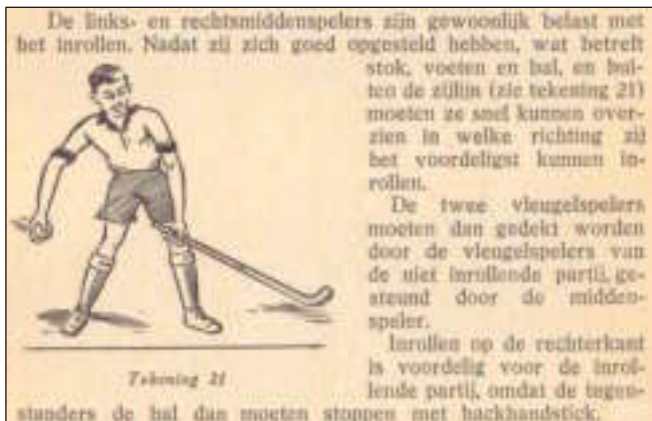 De links- en rechtsmiddenspelers zijn gewoonlijk belast met
het inrollen. Nadat zij zich goed opgesteld hebben, wat betreft
stok, voeten en bal, en bui-
ten de zijlijn (zie tekening 21)
moeten ze snel kunnen over-
zien in welke richting zij
het voordeligst kunnen in-
rollen.
De twee vleugelspelers
moeten dan gedekt worden
door de vleugelspelers van
de niet inrollende partij, ge-
steund door de midden-
speler.
Inrollen op de rechterkant
is voordelig voor de inrol-
lende partij, omdat de tegen-
standers de bal dan moeten stoppen met backhandstick.
Tekening 21